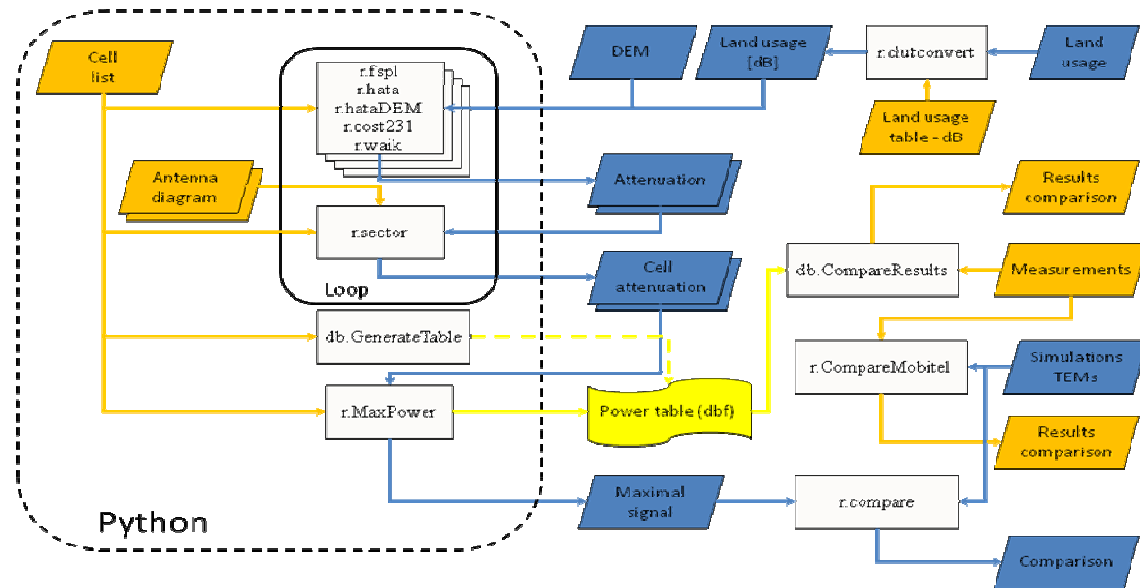 Cell
list
r.fspl
r.hata
r.hataDEM
r.cost231
r.waik
DEM
Land usage
[dB]
r.clutconvert
Land
usage
Land usage
table - dB
Antenna
diagram
Attenuation
Results
comparison
r.sector
Loop
Cell
attenuation
db.CompareResults
Measurements
db.GenerateTable
r.CompareMobitel
Simulations
TEMs
r.MaxPower
Power table (dbf)
Results
comparison
Maximal
signal
r.compare
Python
Comparison